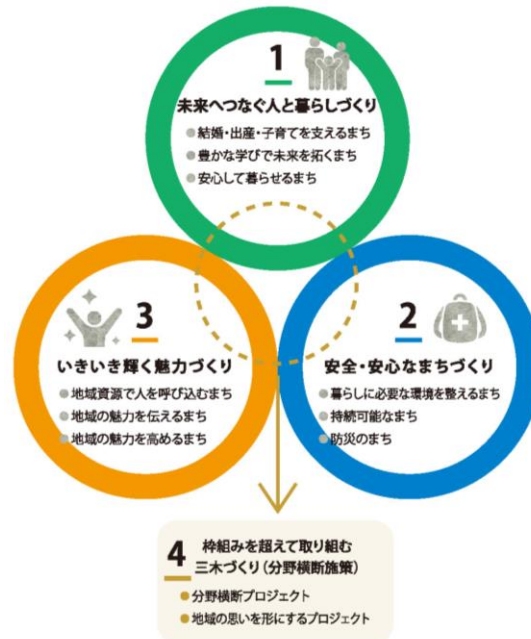 1
未来へつなぐ人と暮らしづくり
●結婚・出産・子育てを支えるまち
●豊かな学びで未来を拓くまち
●安心して暮らせるまち
2
安全・安心なまちづくり
●暮らしに必要な環境を整えるまち
●持続可能なまち
●防災のまち
3
いきいき輝く魅力づくり
●地域資源で人を呼び込むまち
●地域の魅力を伝えるまち
●地域の魅力を高めるまち
4
枠組みを超えて取り組む
三木づくり(分野横断施策)
●分野横断プロジェクト
●地域の思いを形にするプロジェクト